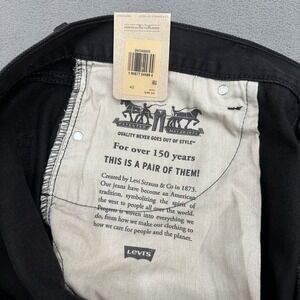 QUALITY NEVER GOES OUT OF STYLE™
For over 150 years
THIS IS A PAIR OF THEM!
Created by Levi Strauss & Co in 1873.
Our jeans have become an American
tradition, symbolizing the spirit of
the west to people all over the world.
Progress is woven into everything we
do, from how we make our clothing to
how we care for people and the planet.
LEVI'S